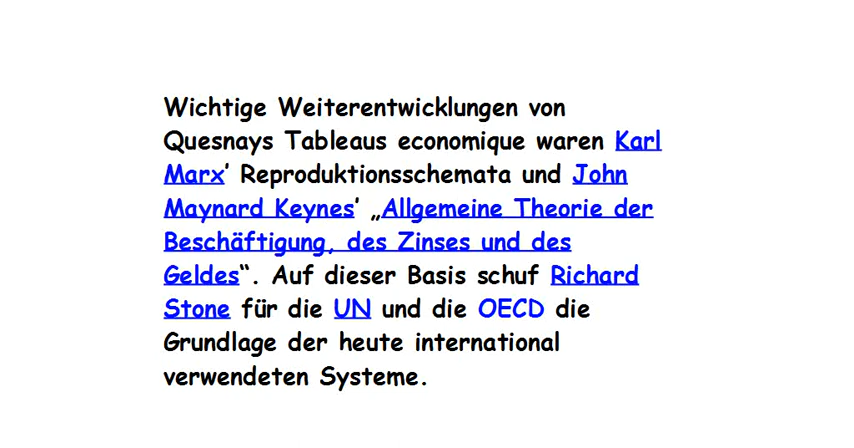 Wichtige Weiterentwicklungen von
Quesnays Tableaus economique waren Karl
Marx’ Reproduktionsschemata und John
Maynard Keynes’ „Allgemeine Theorie der
Beschäftigung, des Zinses und des
Geldes“. Auf dieser Basis schuf Richard
Stone für die UN und die OECD die
Grundlage der heute international
verwendeten Systeme.